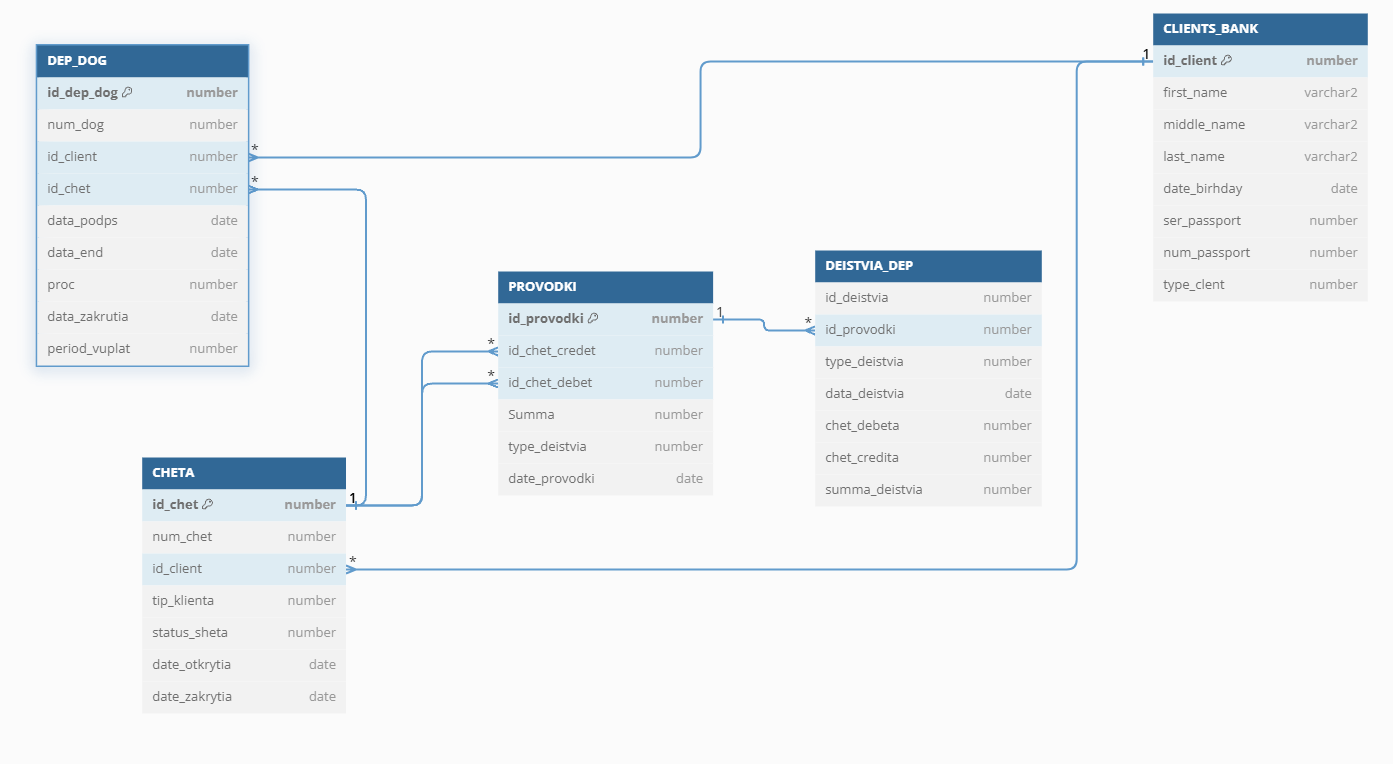 DEP_DOG
id_dep_dog number
num_dog number
id_client number *
id_chet number *
data_podps date
data_end date
proc number
data_zakrutia date
period_vuplat number
CLIENTS_BANK
1 id_client number
first_name varchar2
middle_name varchar2
last_name varchar2
date_birhday date
ser_passport number
num_passport number
type_clent number
PROVODKI
id_provodki number 1
* id_chet_credet number
* id_chet_debet number
Summa number
type_deistvia number
date_provodki date
DEISTVIA_DEP
id_deistvia number
* id_provodki number
type_deistvia number
data_deistvia date
chet_debeta number
chet_credita number
summa_deistvia number
CHETA
id_chet number 1
num_chet number
id_client number *
tip_klienta number
status_sheta number
date_otkrytia date
date_zakrytia date